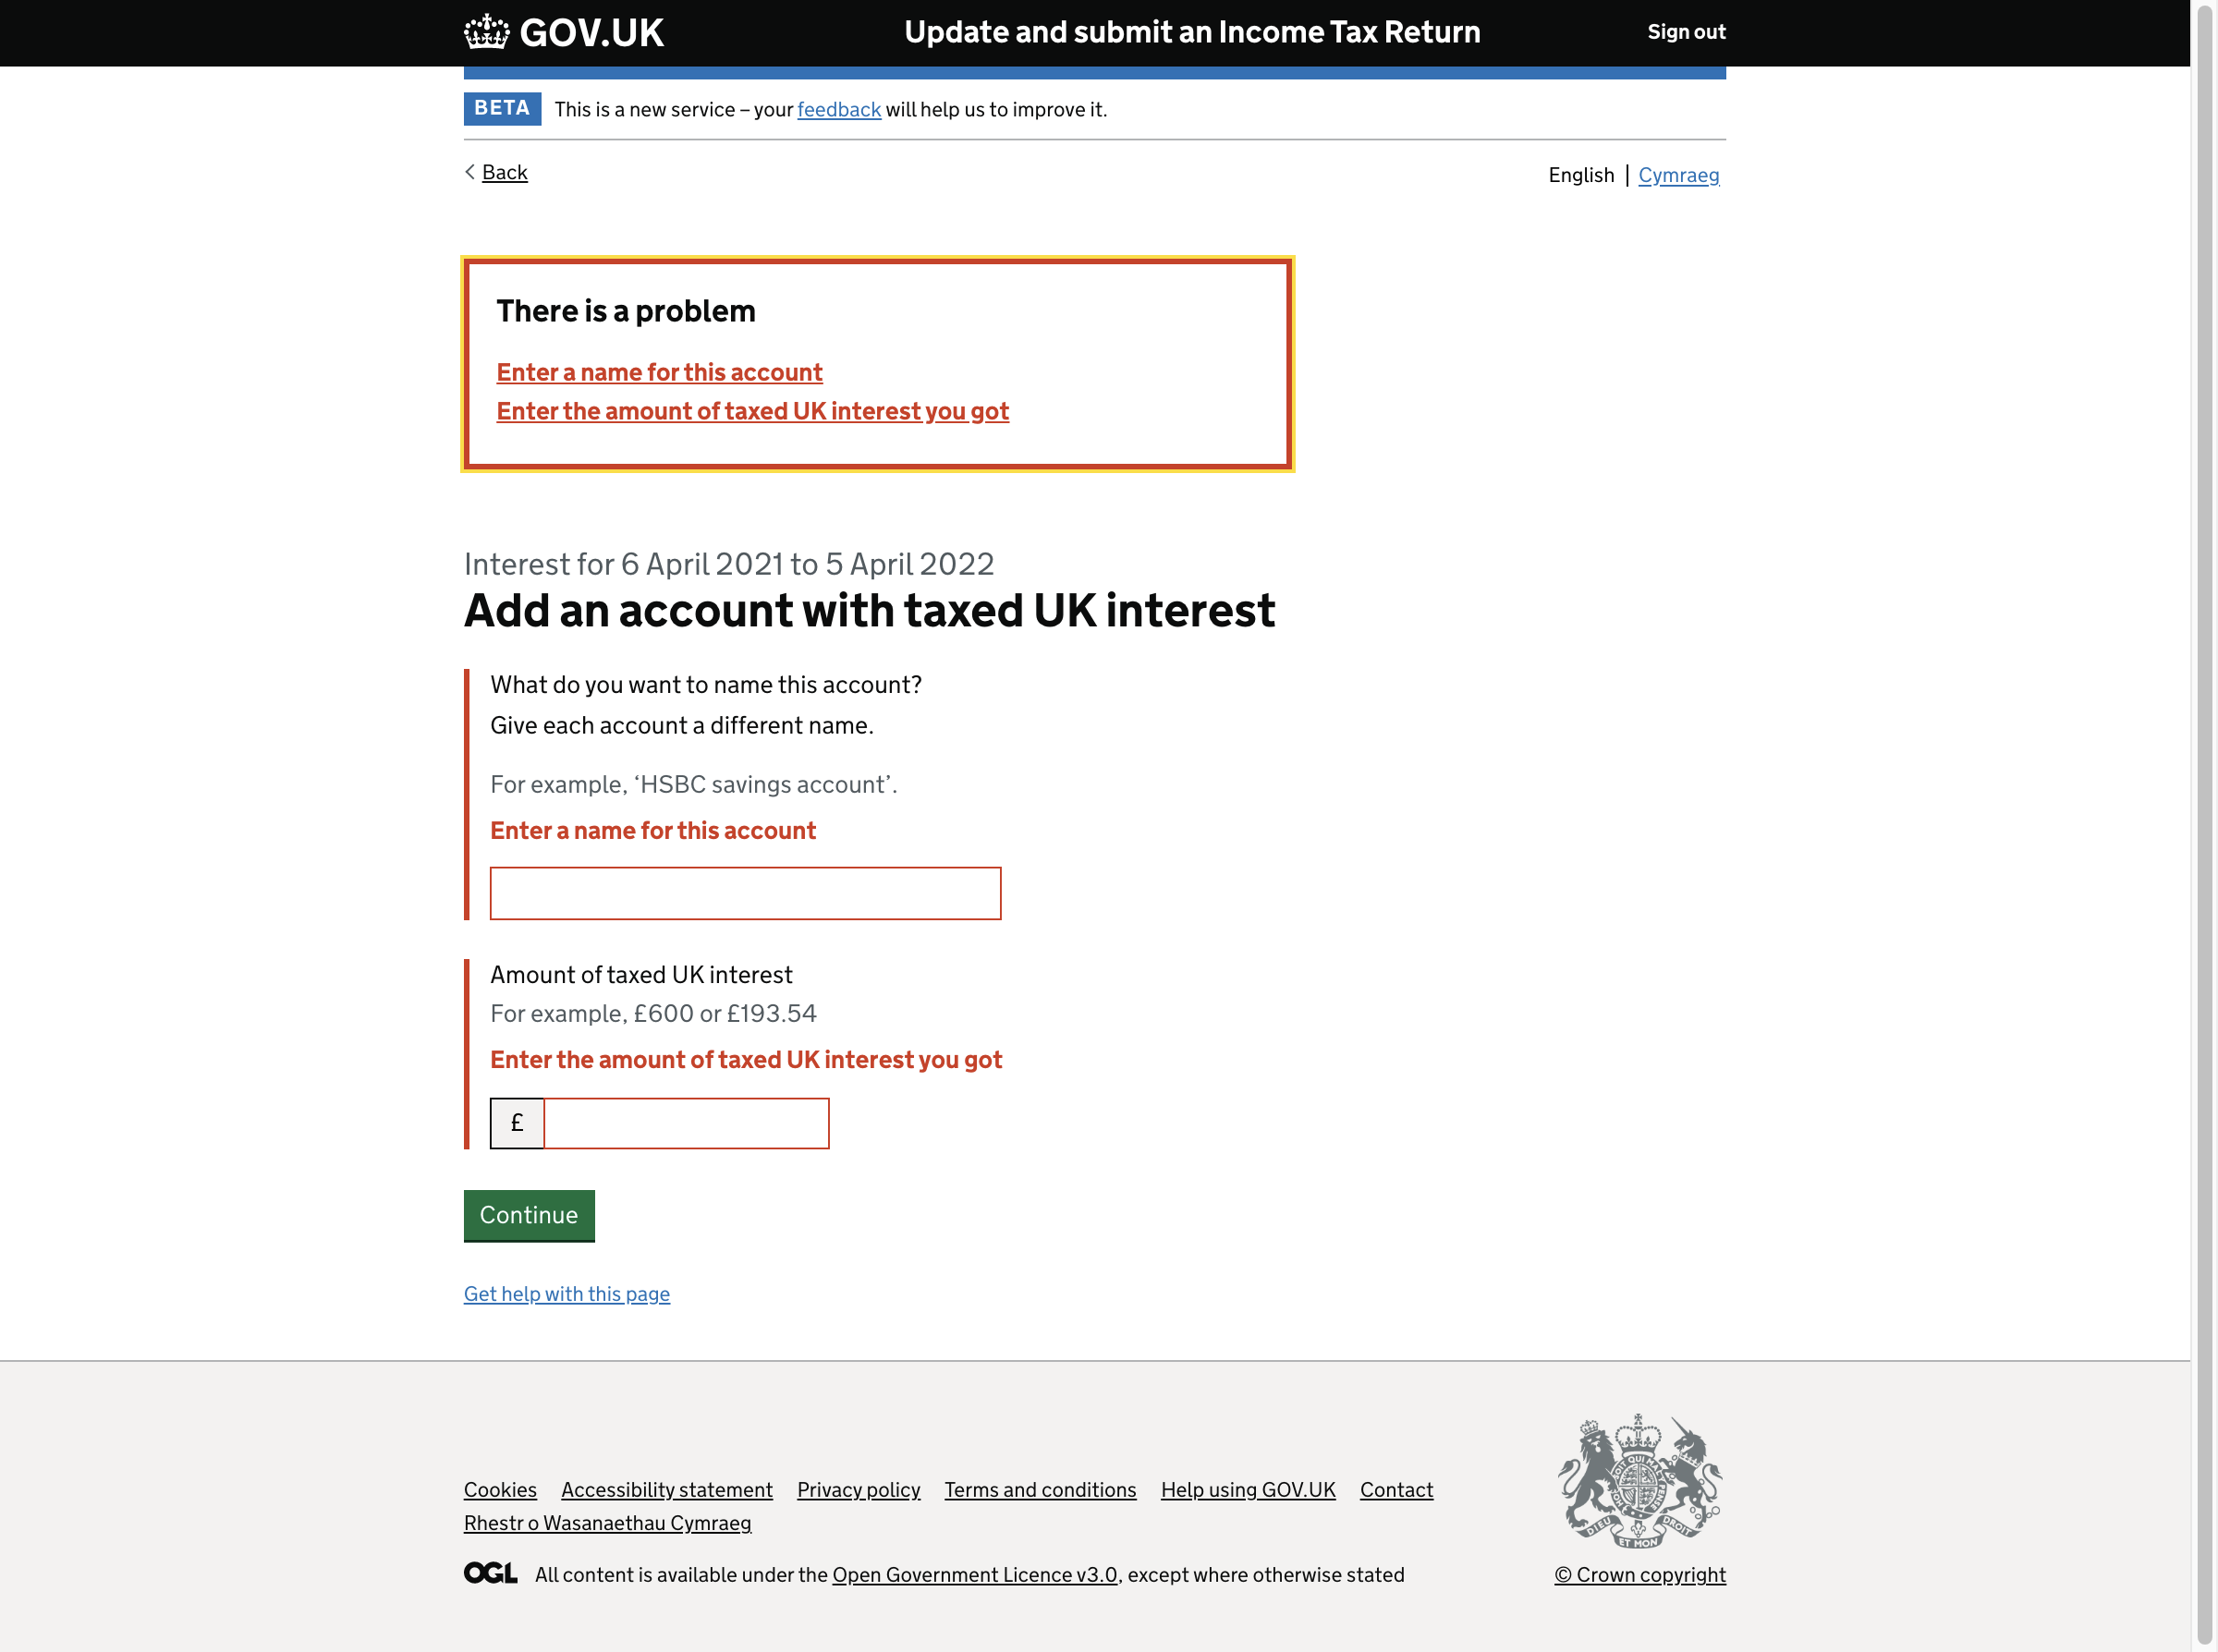 GOV.UK
Update and submit an Income Tax Return
Sign out
BETA
This is a new service – your feedback will help us to improve it.
Back
English | Cymraeg
There is a problem
Enter a name for this account
Enter the amount of taxed UK interest you got
Interest for 6 April 2021 to 5 April 2022
Add an account with taxed UK interest
What do you want to name this account?
Give each account a different name.
For example, ‘HSBC savings account’.
Enter a name for this account
Amount of taxed UK interest
For example, £600 or £193.54
Enter the amount of taxed UK interest you got
£
Continue
Get help with this page
Cookies Accessibility statement Privacy policy Terms and conditions Help using GOV.UK Contact
Rhestr o Wasanaethau Cymraeg
OGL All content is available under the Open Government Licence v3.0, except where otherwise stated
DIEU ET MON DROIT
© Crown copyright